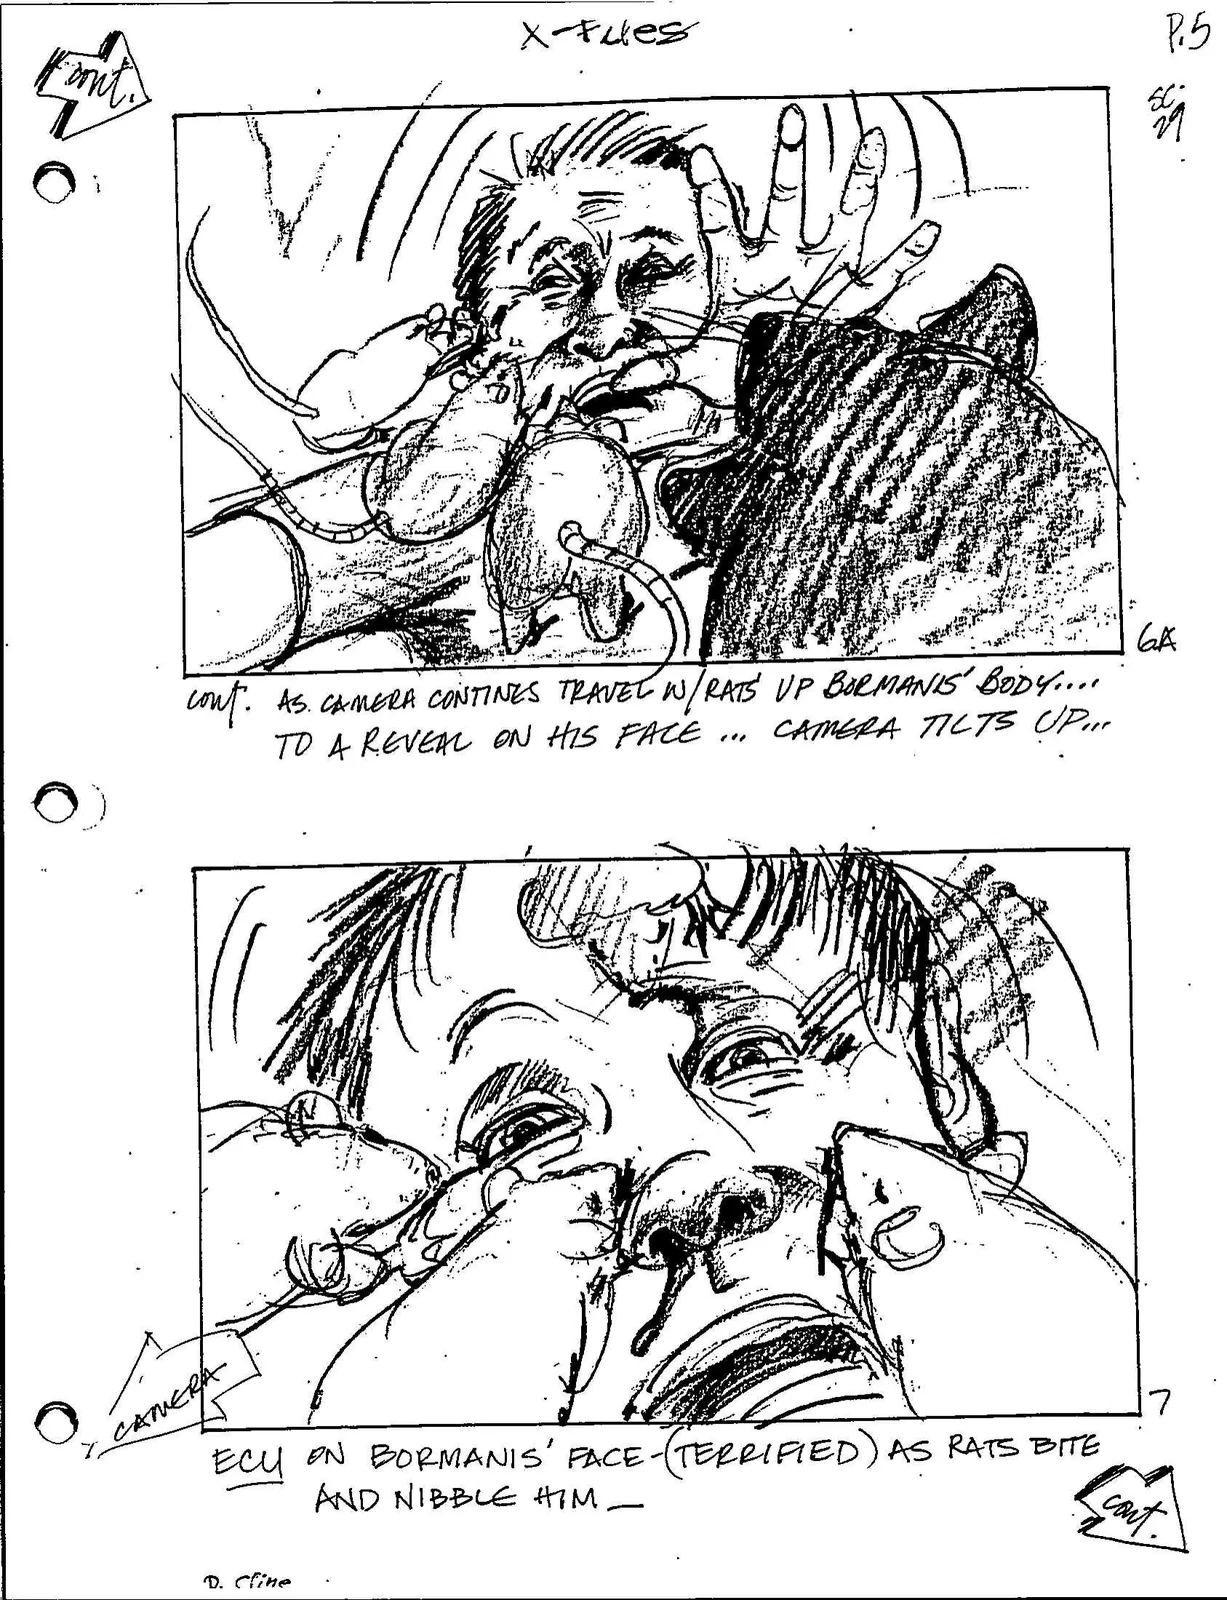 X-FILES
P.5
cont.
SC.
29
6A
cont. AS CAMERA CONTINES TRAVEL W/RATS UP BORMANIS' BODY....
TO A REVEAL ON HIS FACE ... CAMERA TILTS UP...
CAMERA
7
ECU ON BORMANIS' FACE-(TERRIFIED) AS RATS BITE
AND NIBBLE HIM —
cont.
D. Cline